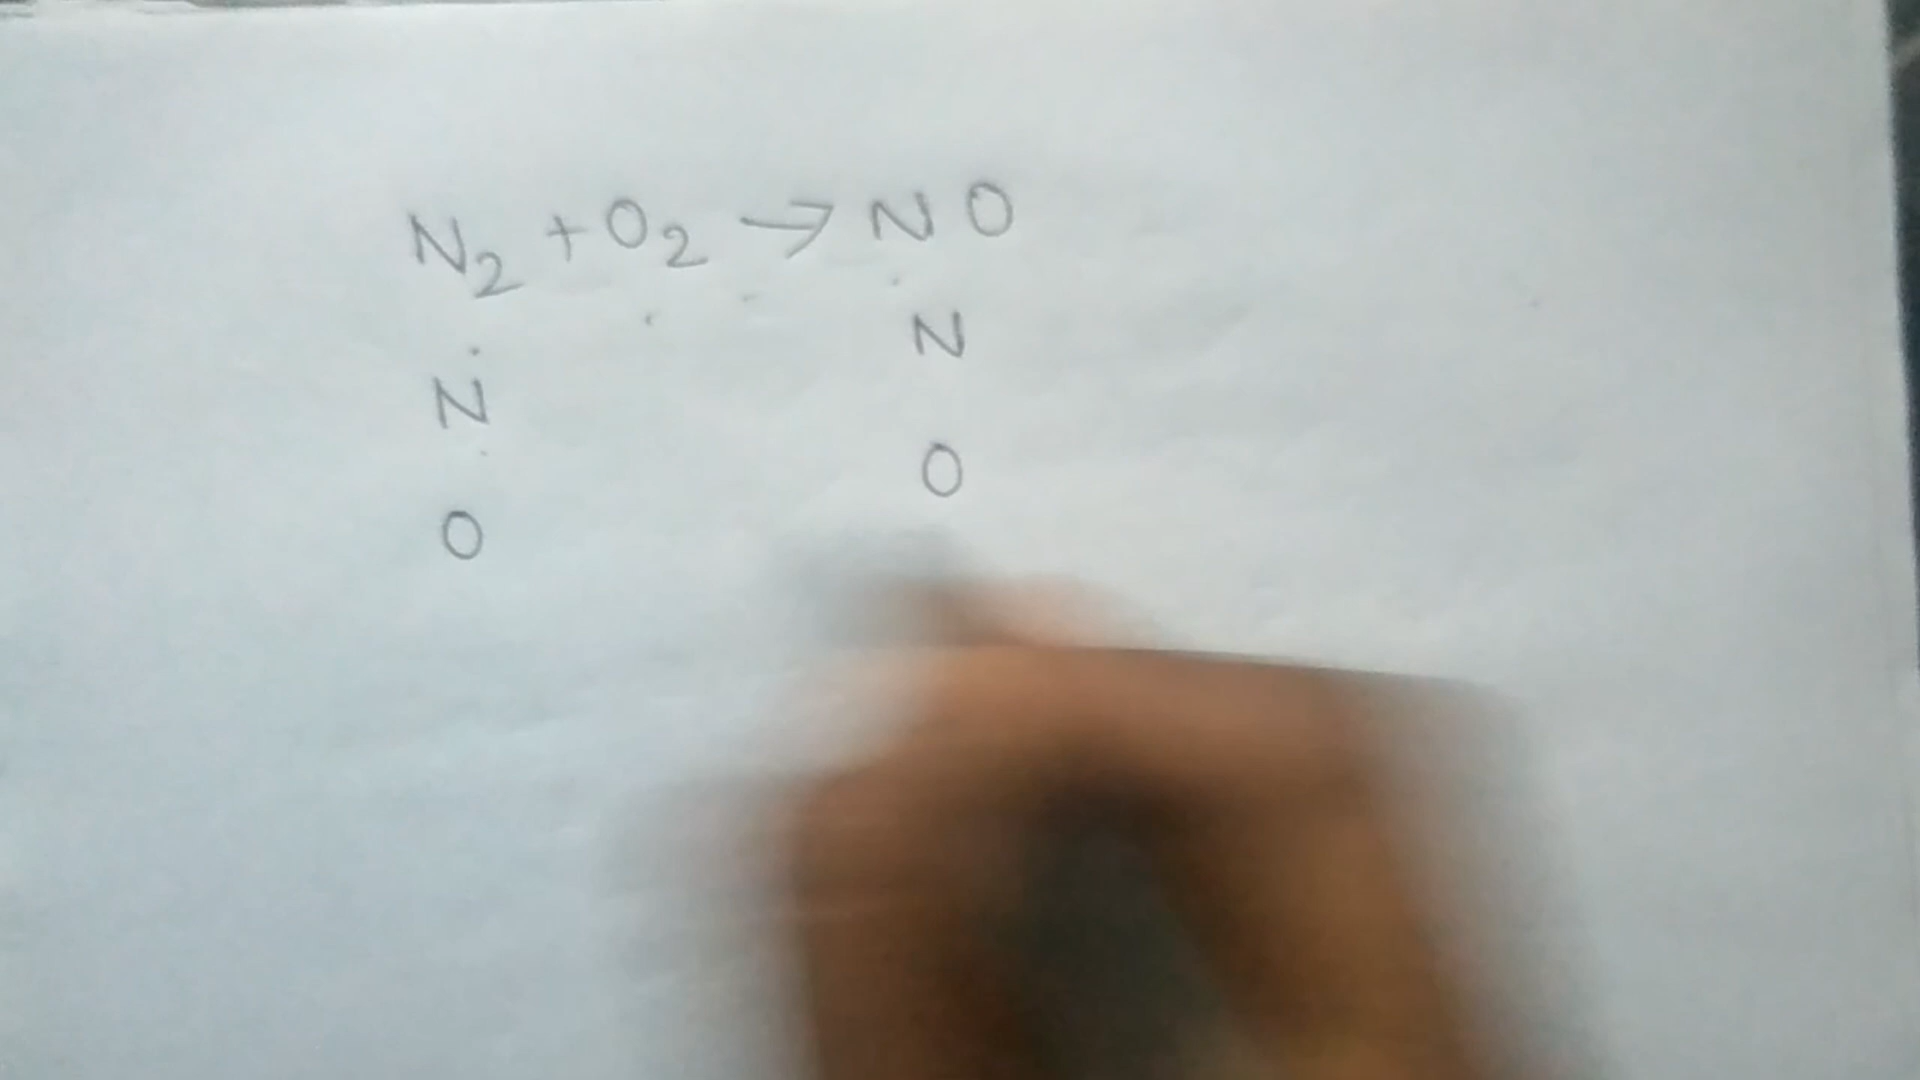 N₂ + O₂ → NO
N N
O O